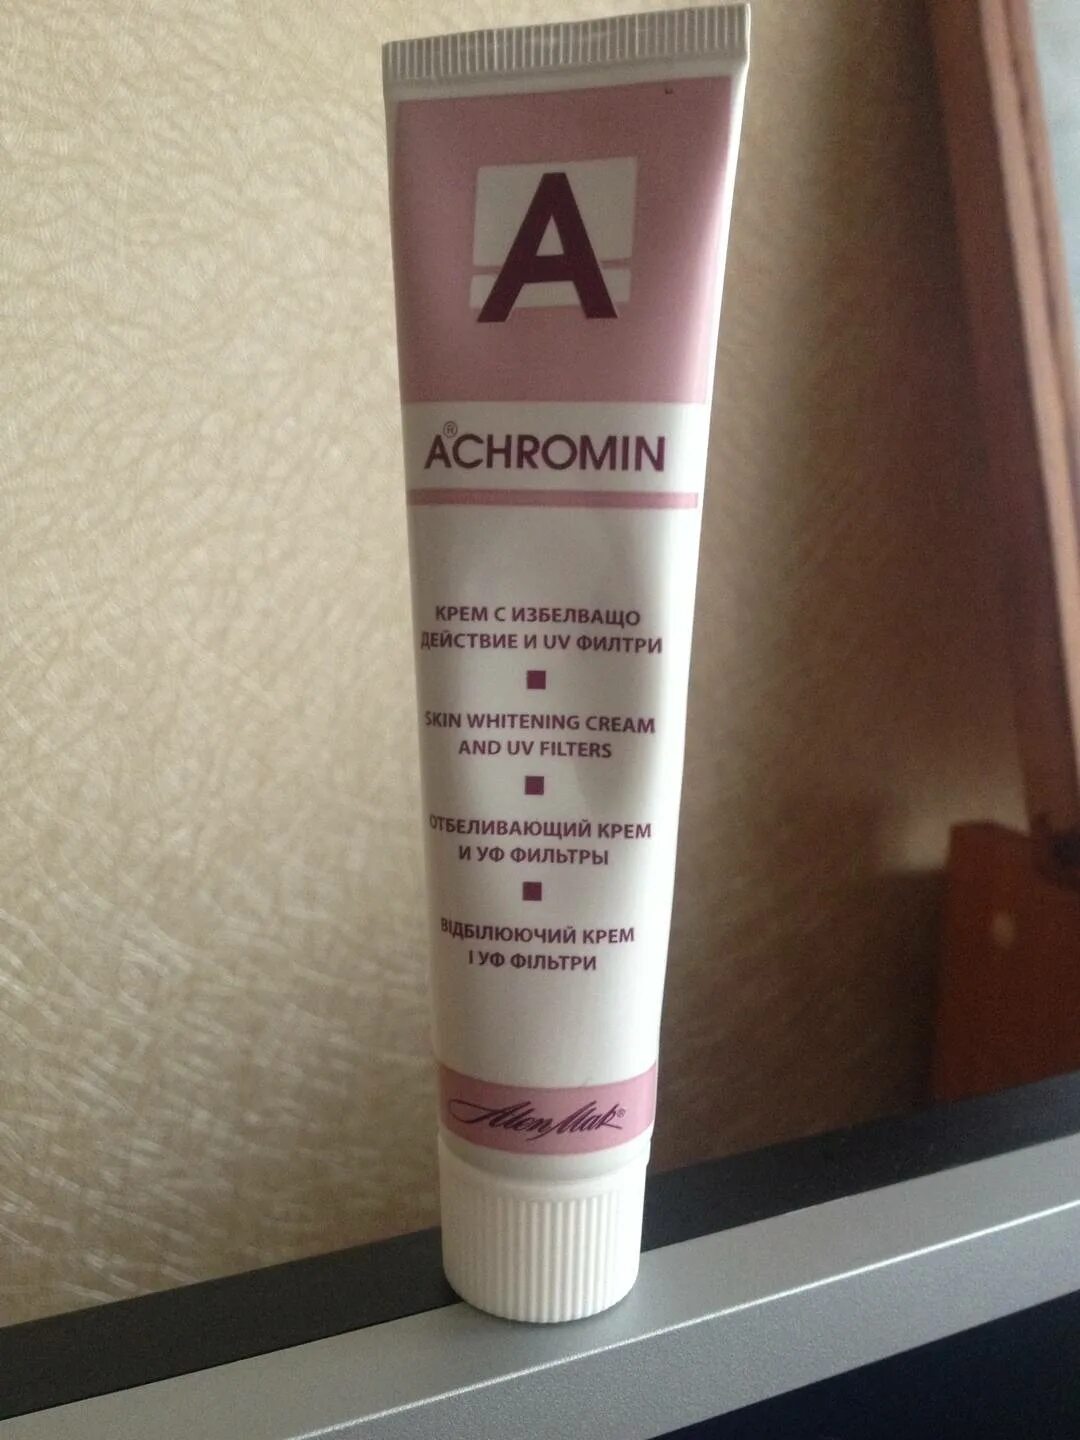 A
A®CHROMIN
КРЕМ С ИЗБЕЛВАЩО
ДЕЙСТВИЕ И UV ФИЛТРИ
SKIN WHITENING CREAM
AND UV FILTERS
ОТБЕЛИВАЮЩИЙ КРЕМ
И УФ ФИЛЬТРЫ
ВІДБІЛЮЮЧИЙ КРЕМ
І УФ ФІЛЬТРИ
Alen Mak®